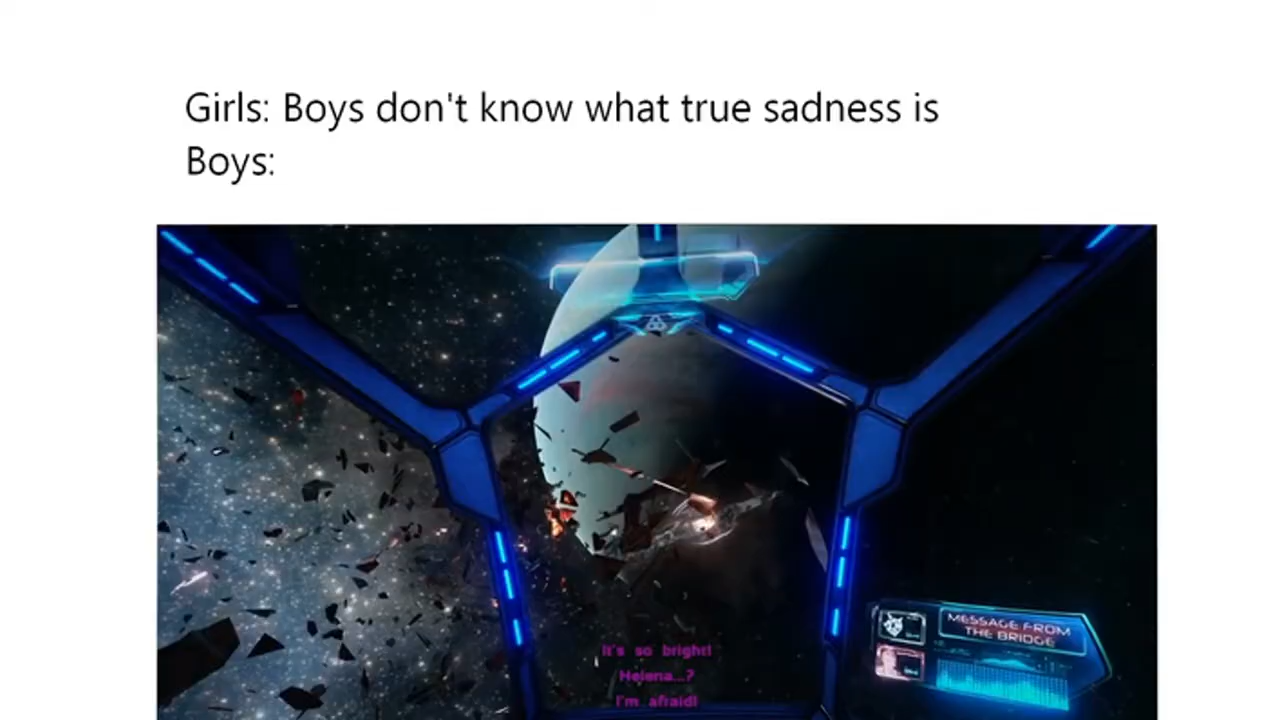 Girls: Boys don't know what true sadness is
Boys:
MESSAGE FROM
THE BRIDGE
It's so bright!
Helena...?
I'm afraid!